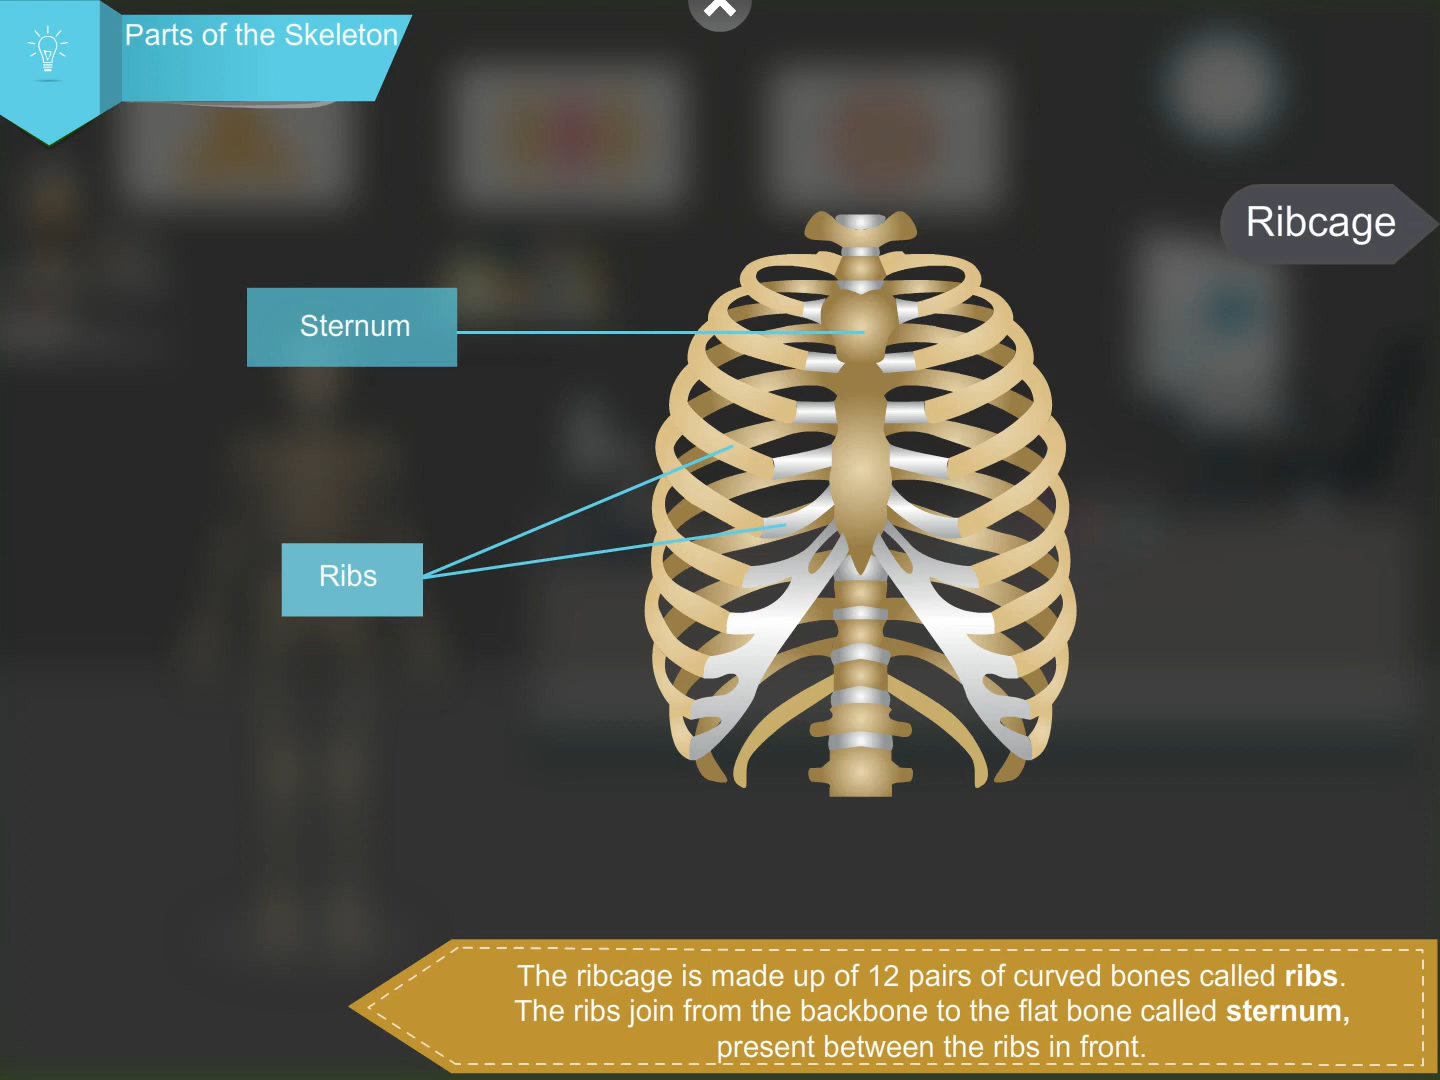 Parts of the Skeleton
Ribcage
Sternum
Ribs
The ribcage is made up of 12 pairs of curved bones called ribs.
The ribs join from the backbone to the flat bone called sternum,
present between the ribs in front.